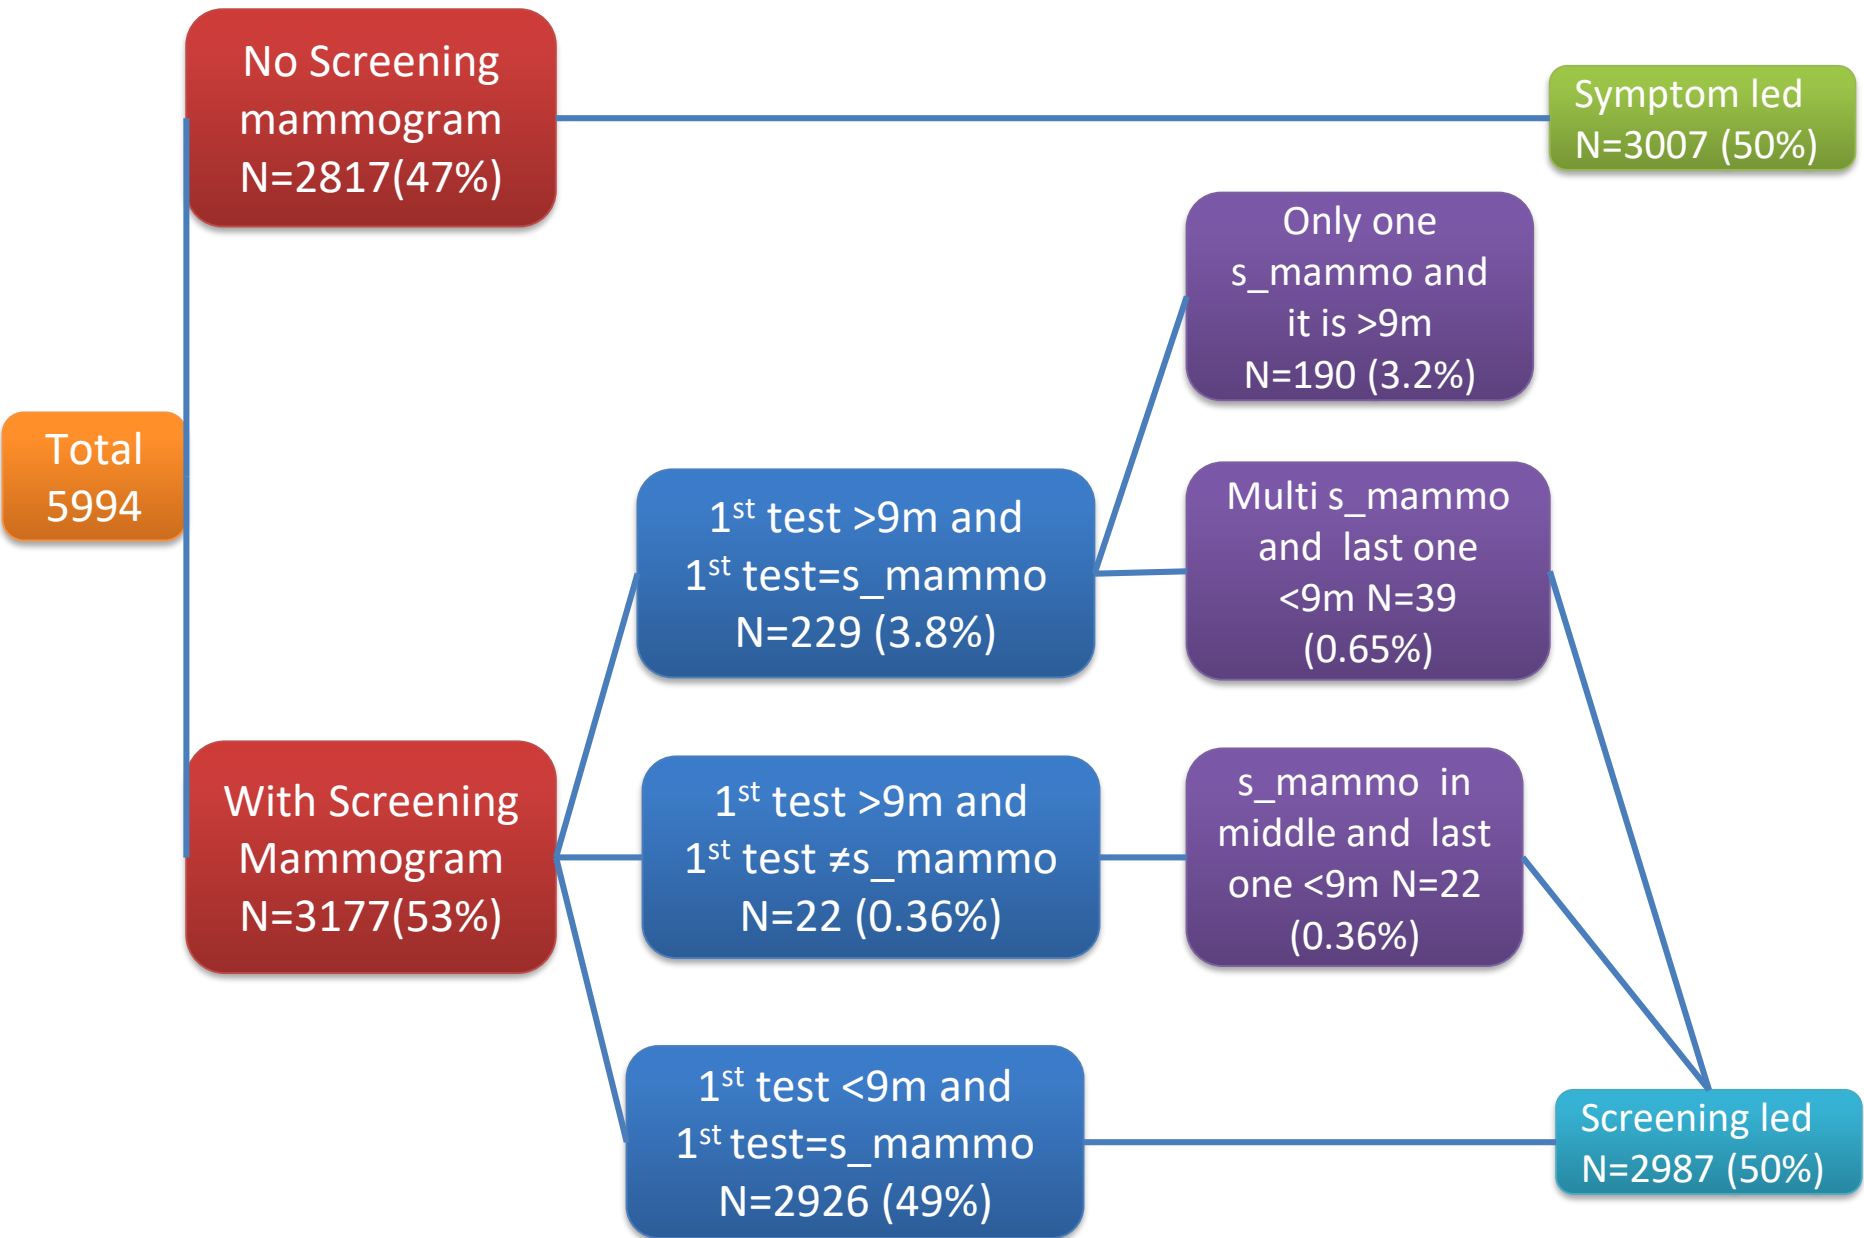 No Screening
mammogram
N=2817(47%)
Symptom led
N=3007 (50%)
Only one
s_mammo and
it is >9m
N=190 (3.2%)
Total
5994
1st test >9m and
1st test=s_mammo
N=229 (3.8%)
Multi s_mammo
and last one
<9m N=39
(0.65%)
With Screening
Mammogram
N=3177(53%)
1st test >9m and
1st test ≠s_mammo
N=22 (0.36%)
s_mammo in
middle and last
one <9m N=22
(0.36%)
1st test <9m and
1st test=s_mammo
N=2926 (49%)
Screening led
N=2987 (50%)